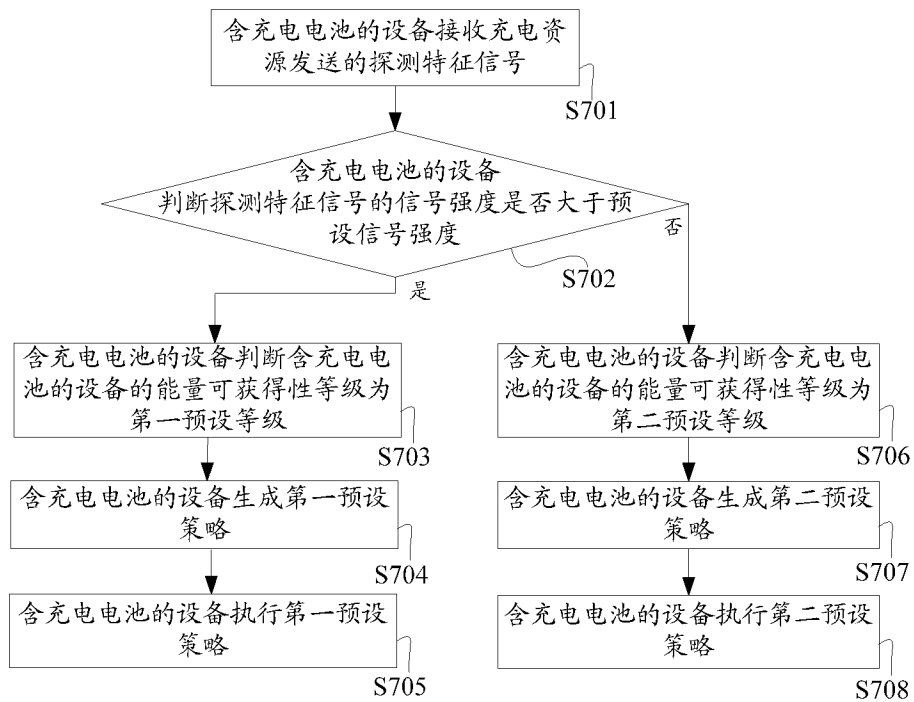 含充电电池的设备接收充电资
源发送的探测特征信号
S701
含充电电池的设备
判断探测特征信号的信号强度是否大于预
设信号强度
否
S702
是
含充电电池的设备判断含充电电
池的设备的能量可获得性等级为
第一预设等级
S703
含充电电池的设备生成第一预设
策略
S704
含充电电池的设备执行第一预设
策略
S705
含充电电池的设备判断含充电电
池的设备的能量可获得性等级为
第二预设等级
S706
含充电电池的设备生成第二预设
策略
S707
含充电电池的设备执行第二预设
策略
S708